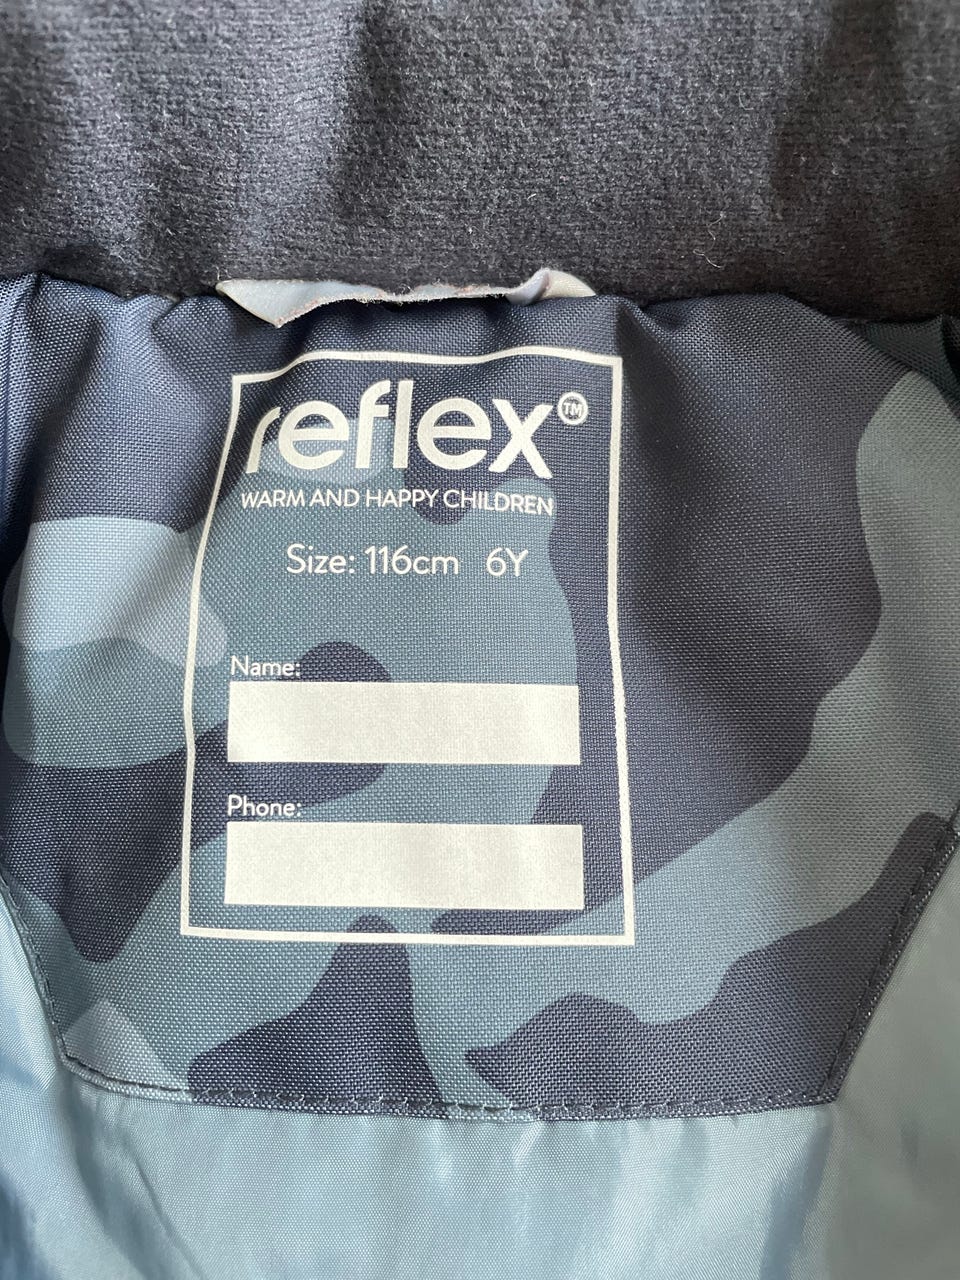 reflex™
WARM AND HAPPY CHILDREN
Size: 116cm 6Y
Name:
Phone: